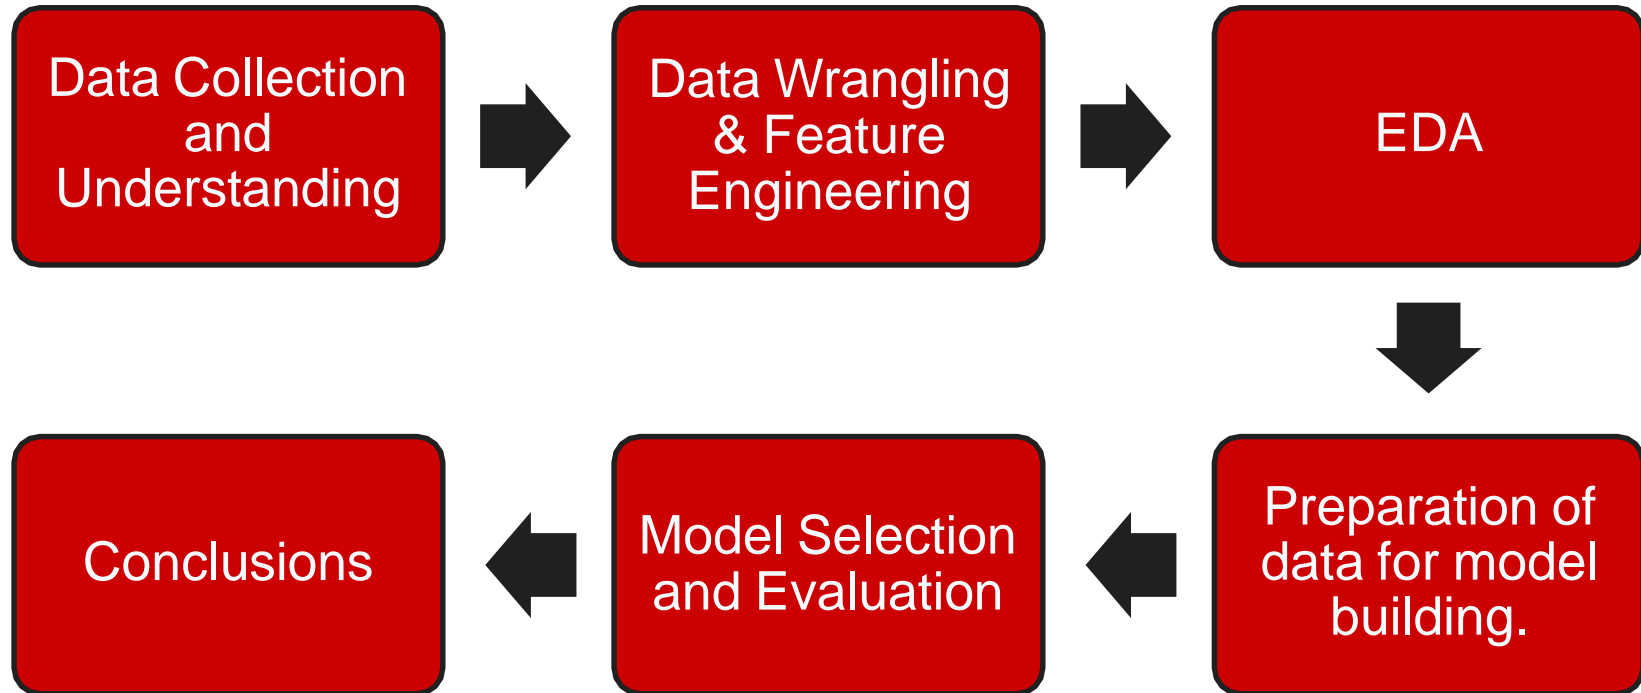 Data Collection
and
Understanding
Data Wrangling
& Feature
Engineering
EDA
Preparation of
data for model
building.
Model Selection
and Evaluation
Conclusions